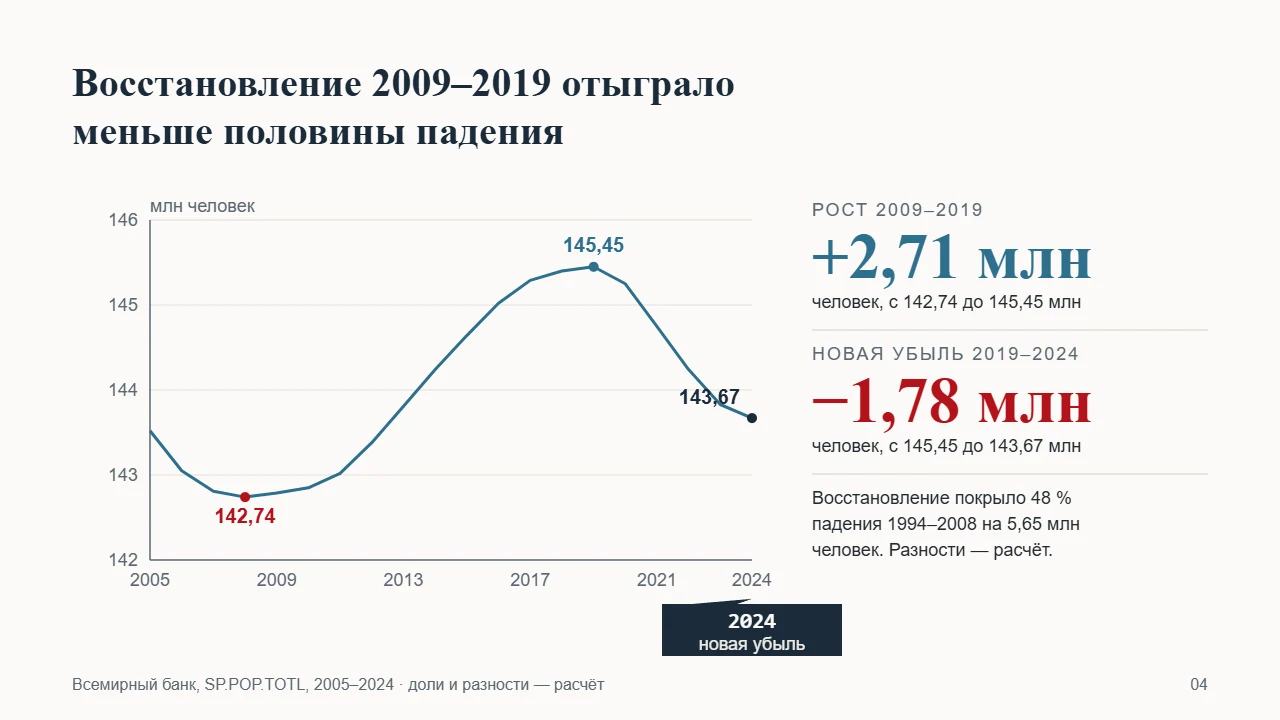 Восстановление 2009–2019 отыграло
меньше половины падения
млн человек
146
145
144
143
142
145,45
143,67
142,74
2005
2009
2013
2017
2021
2024
2024
новая убыль
РОСТ 2009–2019
+2,71 млн
человек, с 142,74 до 145,45 млн
НОВАЯ УБЫЛЬ 2019–2024
−1,78 млн
человек, с 145,45 до 143,67 млн
Восстановление покрыло 48 %
падения 1994–2008 на 5,65 млн
человек. Разности — расчёт.
Всемирный банк, SP.POP.TOTL, 2005–2024 · доли и разности — расчёт
04